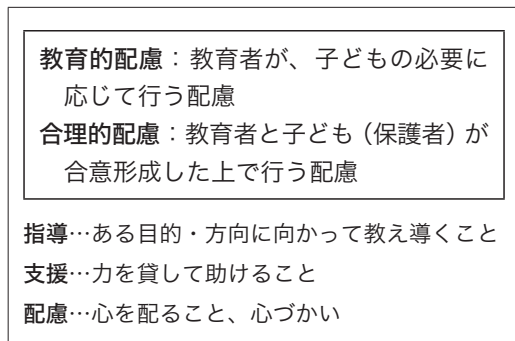 教育的配慮：教育者が、子どもの必要に
応じて行う配慮
合理的配慮：教育者と子ども（保護者）が
合意形成した上で行う配慮
指導…ある目的・方向に向かって教え導くこと
支援…力を貸して助けること
配慮…心を配ること、心づかい